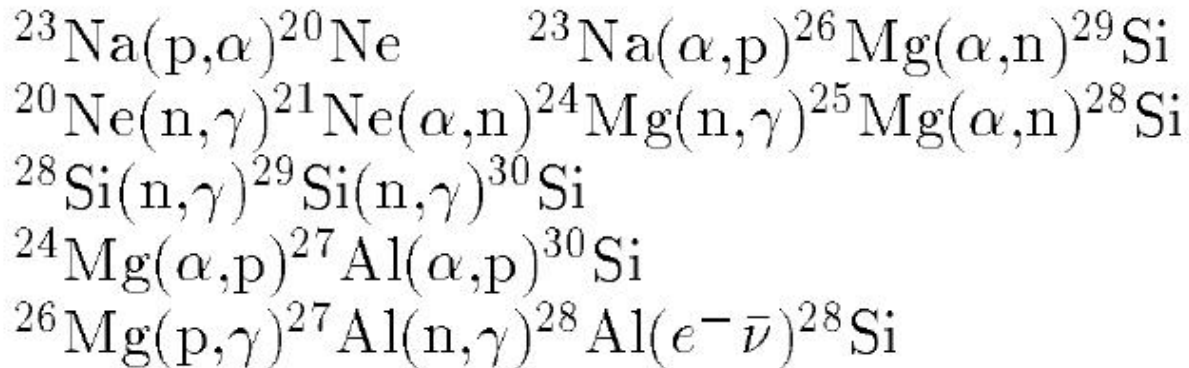 ²³Na(p,α)²⁰Ne ²³Na(α,p)²⁶Mg(α,n)²⁹Si
²⁰Ne(n,γ)²¹Ne(α,n)²⁴Mg(n,γ)²⁵Mg(α,n)²⁸Si
²⁸Si(n,γ)²⁹Si(n,γ)³⁰Si
²⁴Mg(α,p)²⁷Al(α,p)³⁰Si
²⁶Mg(p,γ)²⁷Al(n,γ)²⁸Al(e⁻ ν̄)²⁸Si